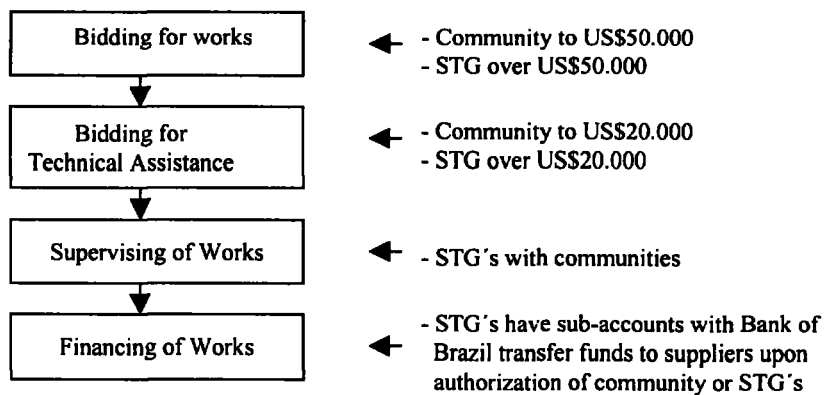 Bidding for works
- Community to US$50.000
- STG over US$50.000
Bidding for
Technical Assistance
- Community to US$20.000
- STG over US$20.000
Supervising of Works
- STG´s with communities
Financing of Works
- STG´s have sub-accounts with Bank of
Brazil transfer funds to suppliers upon
authorization of community or STG´s